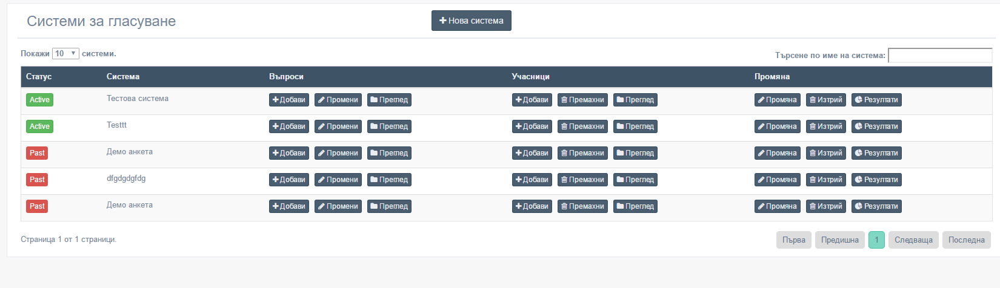 Системи за гласуване
Нова система
Покажи 10 системи.
Търсене по име на система:
Статус Система Въпроси Учасници Промяна
Active Тестова система Добави Промени Преглед Добави Премахни Преглед Промяна Изтрий Резултати
Active Testtt Добави Промени Преглед Добави Премахни Преглед Промяна Изтрий Резултати
Past Демо анкета Добави Промени Преглед Добави Премахни Преглед Промяна Изтрий Резултати
Past dfgdgdgfdg Добави Промени Преглед Добави Премахни Преглед Промяна Изтрий Резултати
Past Демо анкета Добави Промени Преглед Добави Премахни Преглед Промяна Изтрий Резултати
Страница 1 от 1 страници.
Първа Предишна 1 Следваща Последна